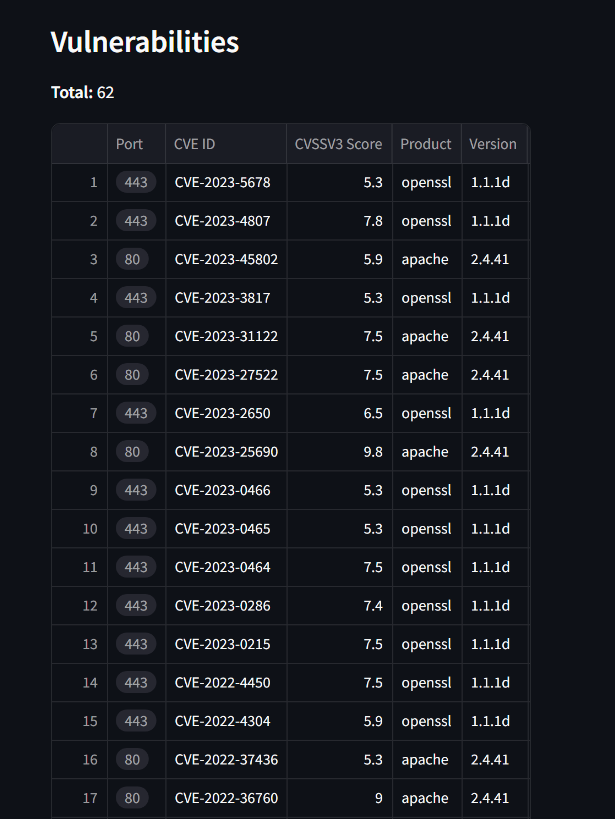 Vulnerabilities
Total: 62
Port CVE ID CVSSV3 Score Product Version
1 443 CVE-2023-5678 5.3 openssl 1.1.1d
2 443 CVE-2023-4807 7.8 openssl 1.1.1d
3 80 CVE-2023-45802 5.9 apache 2.4.41
4 443 CVE-2023-3817 5.3 openssl 1.1.1d
5 80 CVE-2023-31122 7.5 apache 2.4.41
6 80 CVE-2023-27522 7.5 apache 2.4.41
7 443 CVE-2023-2650 6.5 openssl 1.1.1d
8 80 CVE-2023-25690 9.8 apache 2.4.41
9 443 CVE-2023-0466 5.3 openssl 1.1.1d
10 443 CVE-2023-0465 5.3 openssl 1.1.1d
11 443 CVE-2023-0464 7.5 openssl 1.1.1d
12 443 CVE-2023-0286 7.4 openssl 1.1.1d
13 443 CVE-2023-0215 7.5 openssl 1.1.1d
14 443 CVE-2022-4450 7.5 openssl 1.1.1d
15 443 CVE-2022-4304 5.9 openssl 1.1.1d
16 80 CVE-2022-37436 5.3 apache 2.4.41
17 80 CVE-2022-36760 9 apache 2.4.41